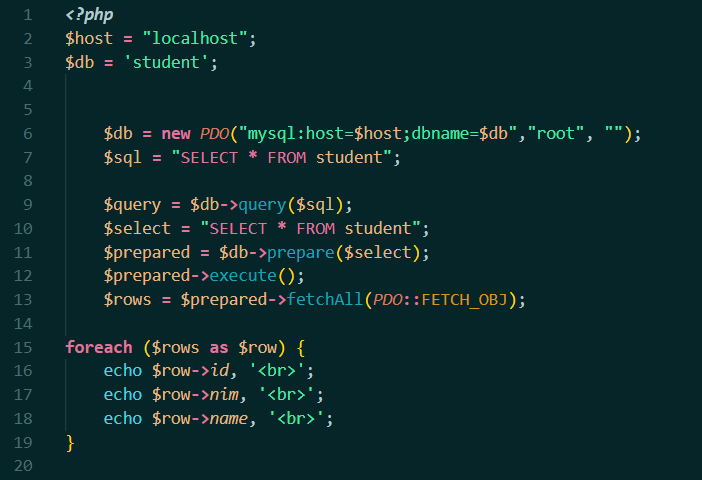 1 <?php
2 $host = "localhost";
3 $db = 'student';
4
5
6 $db = new PDO("mysql:host=$host;dbname=$db","root", "");
7 $sql = "SELECT * FROM student";
8
9 $query = $db->query($sql);
10 $select = "SELECT * FROM student";
11 $prepared = $db->prepare($select);
12 $prepared->execute();
13 $rows = $prepared->fetchAll(PDO::FETCH_OBJ);
14
15 foreach ($rows as $row) {
16 echo $row->id, '<br>';
17 echo $row->nim, '<br>';
18 echo $row->name, '<br>';
19 }
20